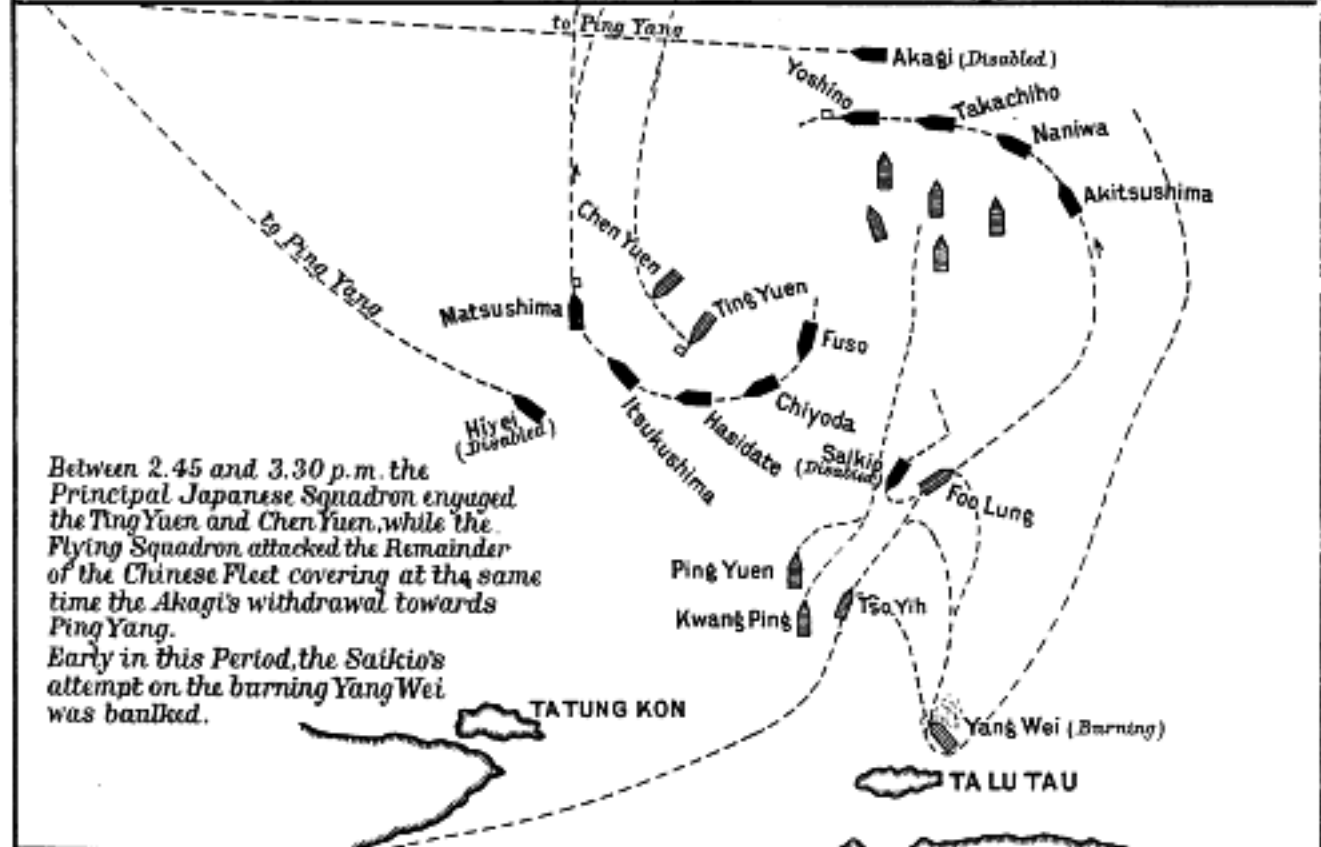 to Ping Yang
Akagi (Disabled)
Yoshino
Takachiho
Naniwa
Akitsushima
to Ping Yang
Chen Yuen
Ting Yuen
Matsushima
Fuso
Chiyoda
Hasidate
Itsukushima
Hiyei
(Disabled)
Saikio
(Disabled)
Foo Lung
Between 2.45 and 3.30 p.m. the
Principal Japanese Squadron engaged
the Ting Yuen and Chen Yuen, while the
Flying Squadron attacked the Remainder
of the Chinese Fleet covering at the same
time the Akagi's withdrawal towards
Ping Yang.
Early in this Period, the Saikio's
attempt on the burning Yang Wei
was baulked.
Ping Yuen
Kwang Ping
Tso Yih
TATUNG KON
Yang Wei (Burning)
TA LU TAU